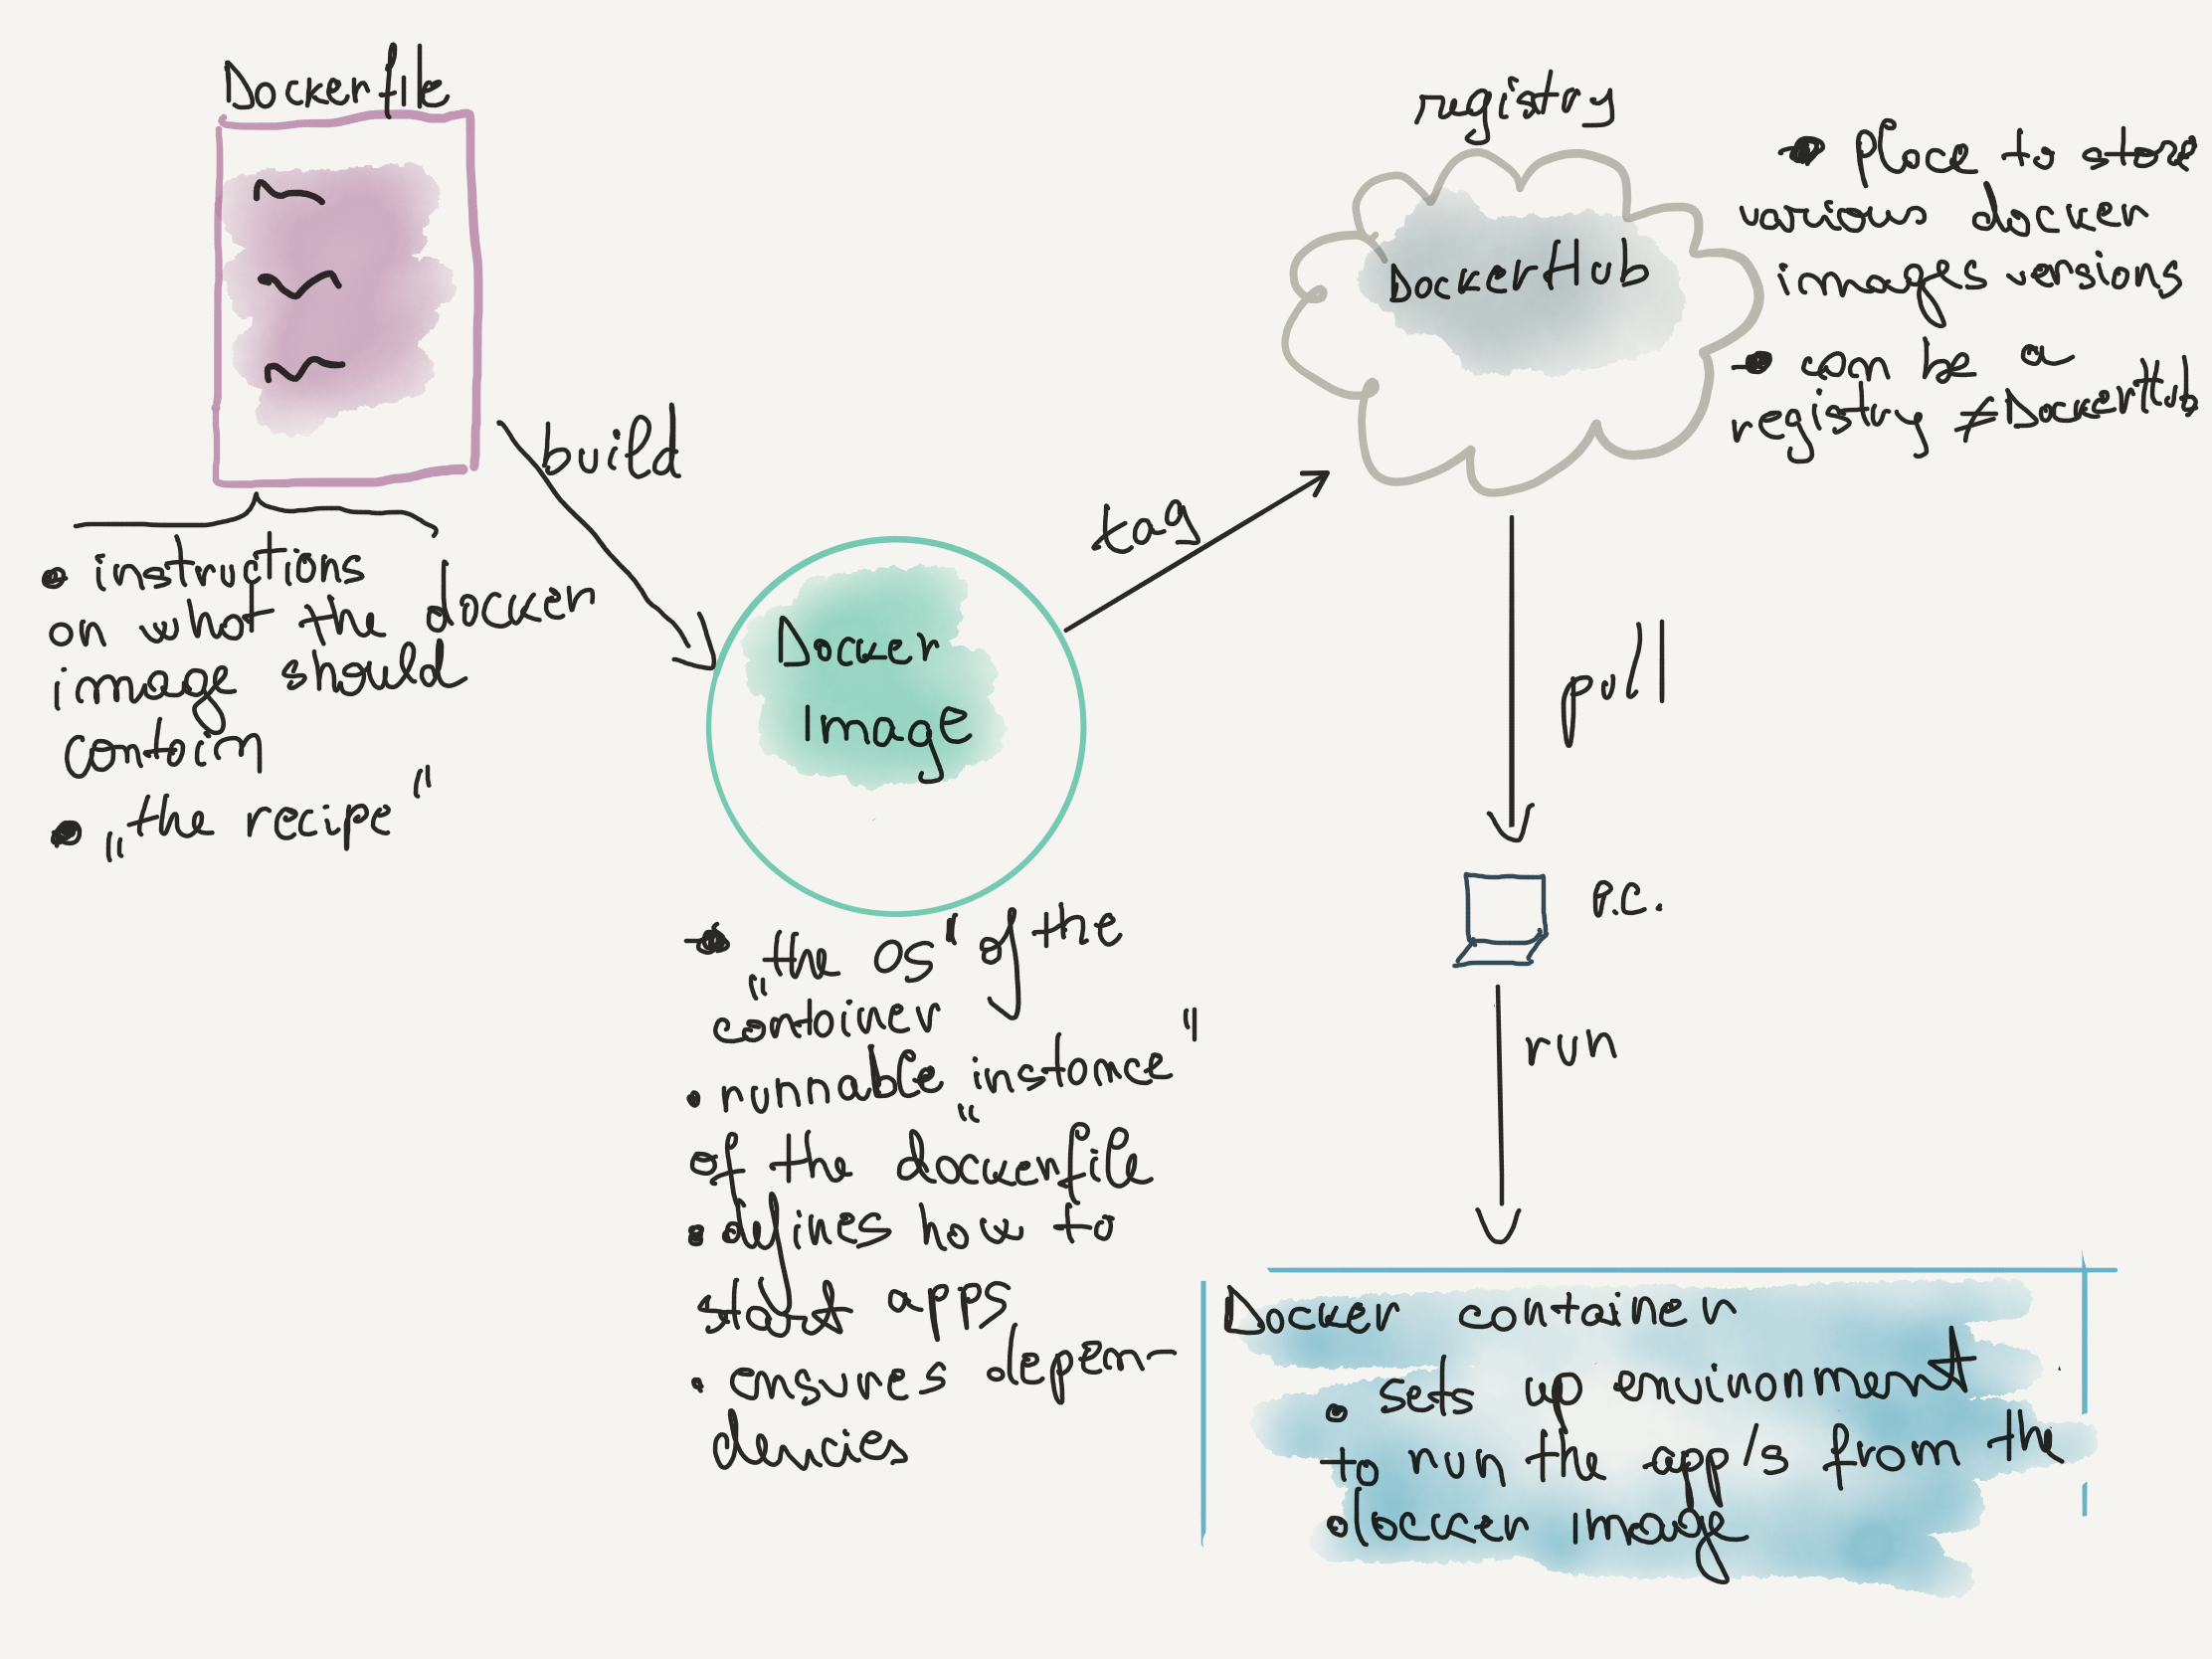 Dockerfile
build
• instructions
on what the docker
image should
contain
• „the recipe"
Docker
Image
• „the OS" of the
container
• runnable „instance"
of the dockerfile
• defines how to
start apps
• ensures depen-
dencies
tag
registry
DockerHub
• place to store
various docker
images versions
• can be a
registry ≠ DockerHub
pull
P.C.
run
Docker container
• sets up environment
to run the app/s from the
docker image